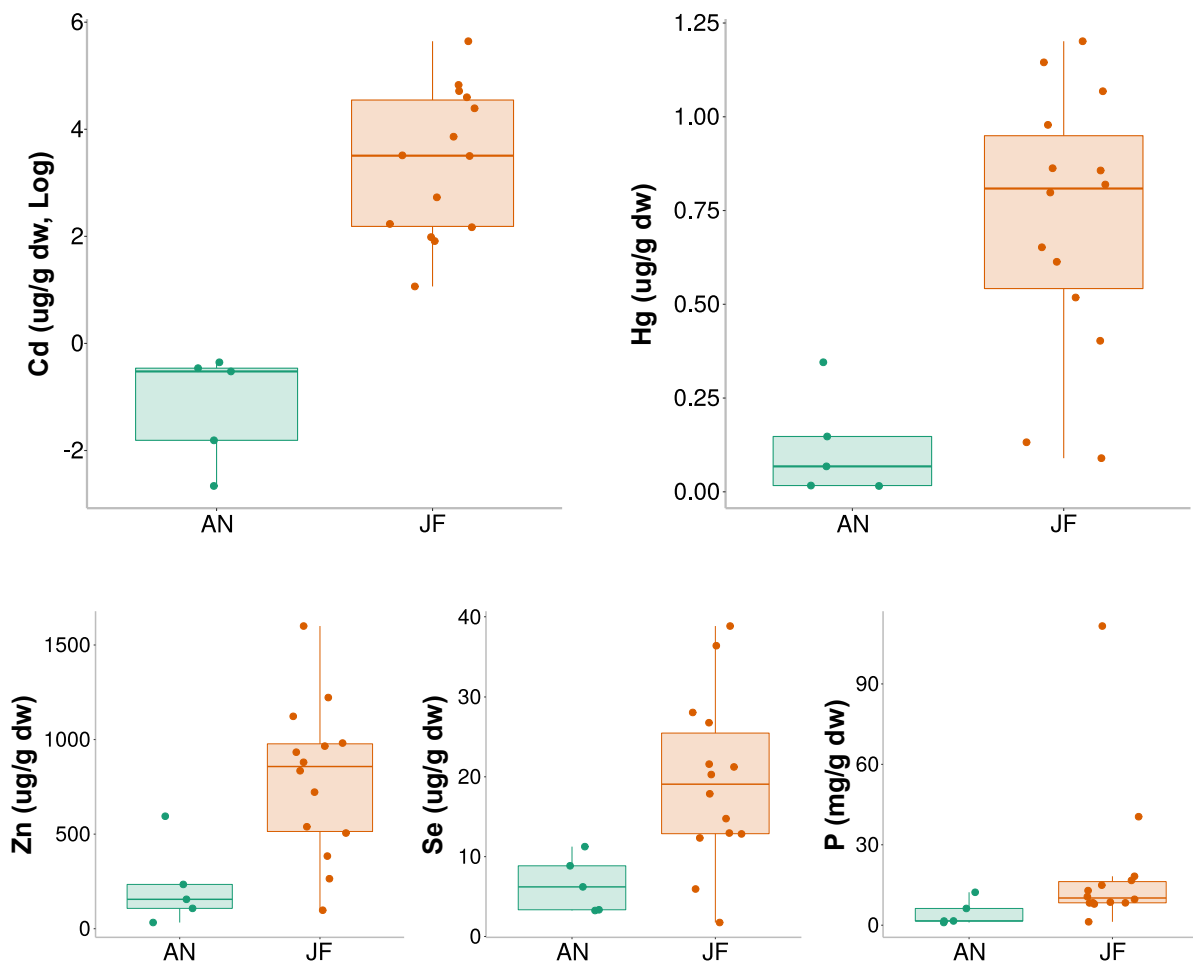 Cd (ug/g dw, Log)
6
4
2
0
-2
AN
JF
Hg (ug/g dw)
1.25
1.00
0.75
0.50
0.25
0.00
AN
JF
Zn (ug/g dw)
1500
1000
500
0
AN
JF
Se (ug/g dw)
40
30
20
10
0
AN
JF
P (mg/g dw)
90
60
30
0
AN
JF